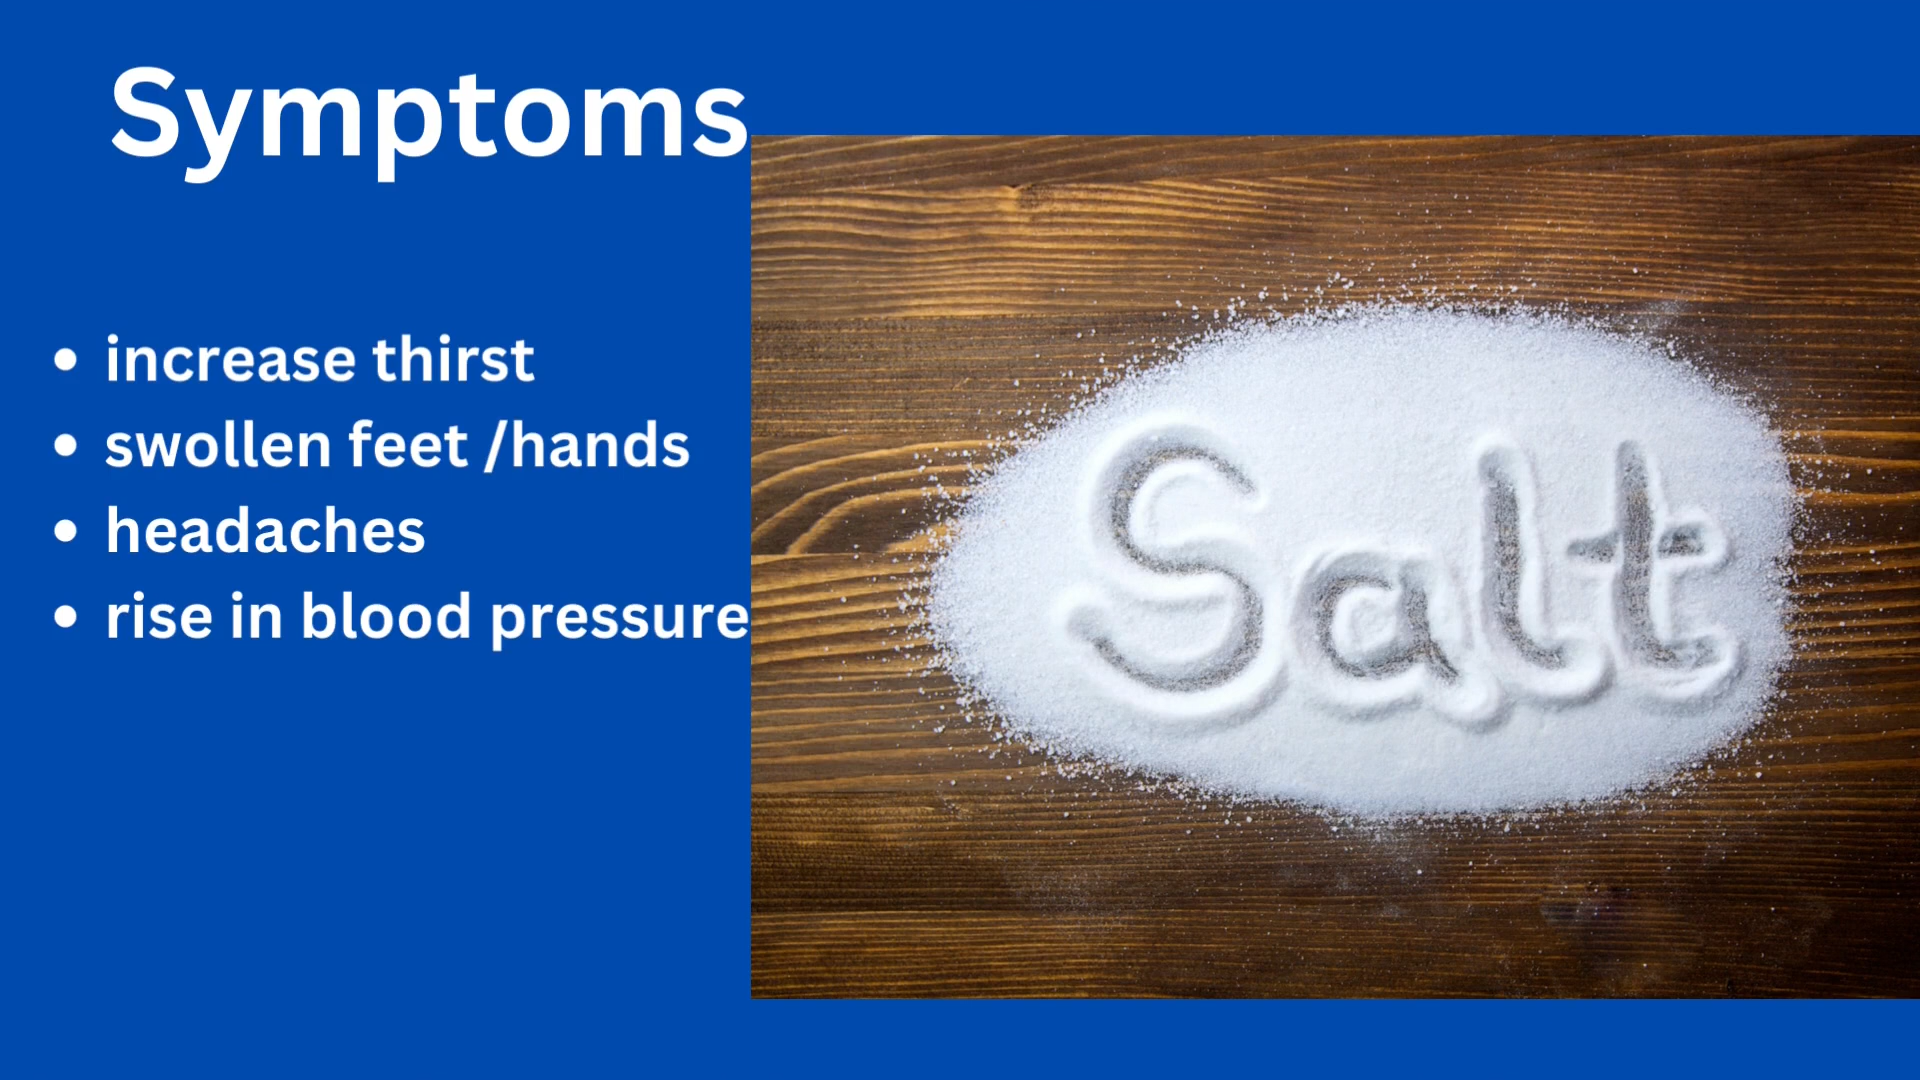 Symptoms
• increase thirst
• swollen feet /hands
• headaches
• rise in blood pressure
Salt